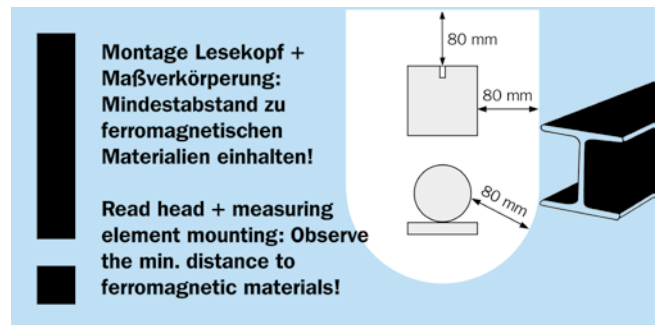 Montage Lesekopf +
Maßverkörperung:
Mindestabstand zu
ferromagnetischen
Materialien einhalten!
Read head + measuring
element mounting: Observe
the min. distance to
ferromagnetic materials!
80 mm
80 mm
80 mm